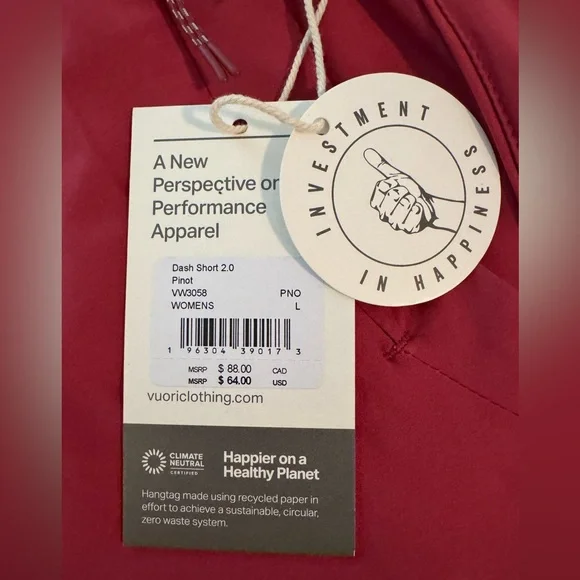 A New
Perspective on
Performance
Apparel
INVESTMENT
IN HAPPINESS
Dash Short 2.0
Pinot
VW3058 PNO
WOMENS L
1 96304 39017 3
MSRP $ 88.00 CAD
MSRP $ 64.00 USD
vuoriclothing.com
CLIMATE
NEUTRAL
CERTIFIED
Happier on a
Healthy Planet
Hangtag made using recycled paper in
effort to achieve a sustainable, circular,
zero waste system.